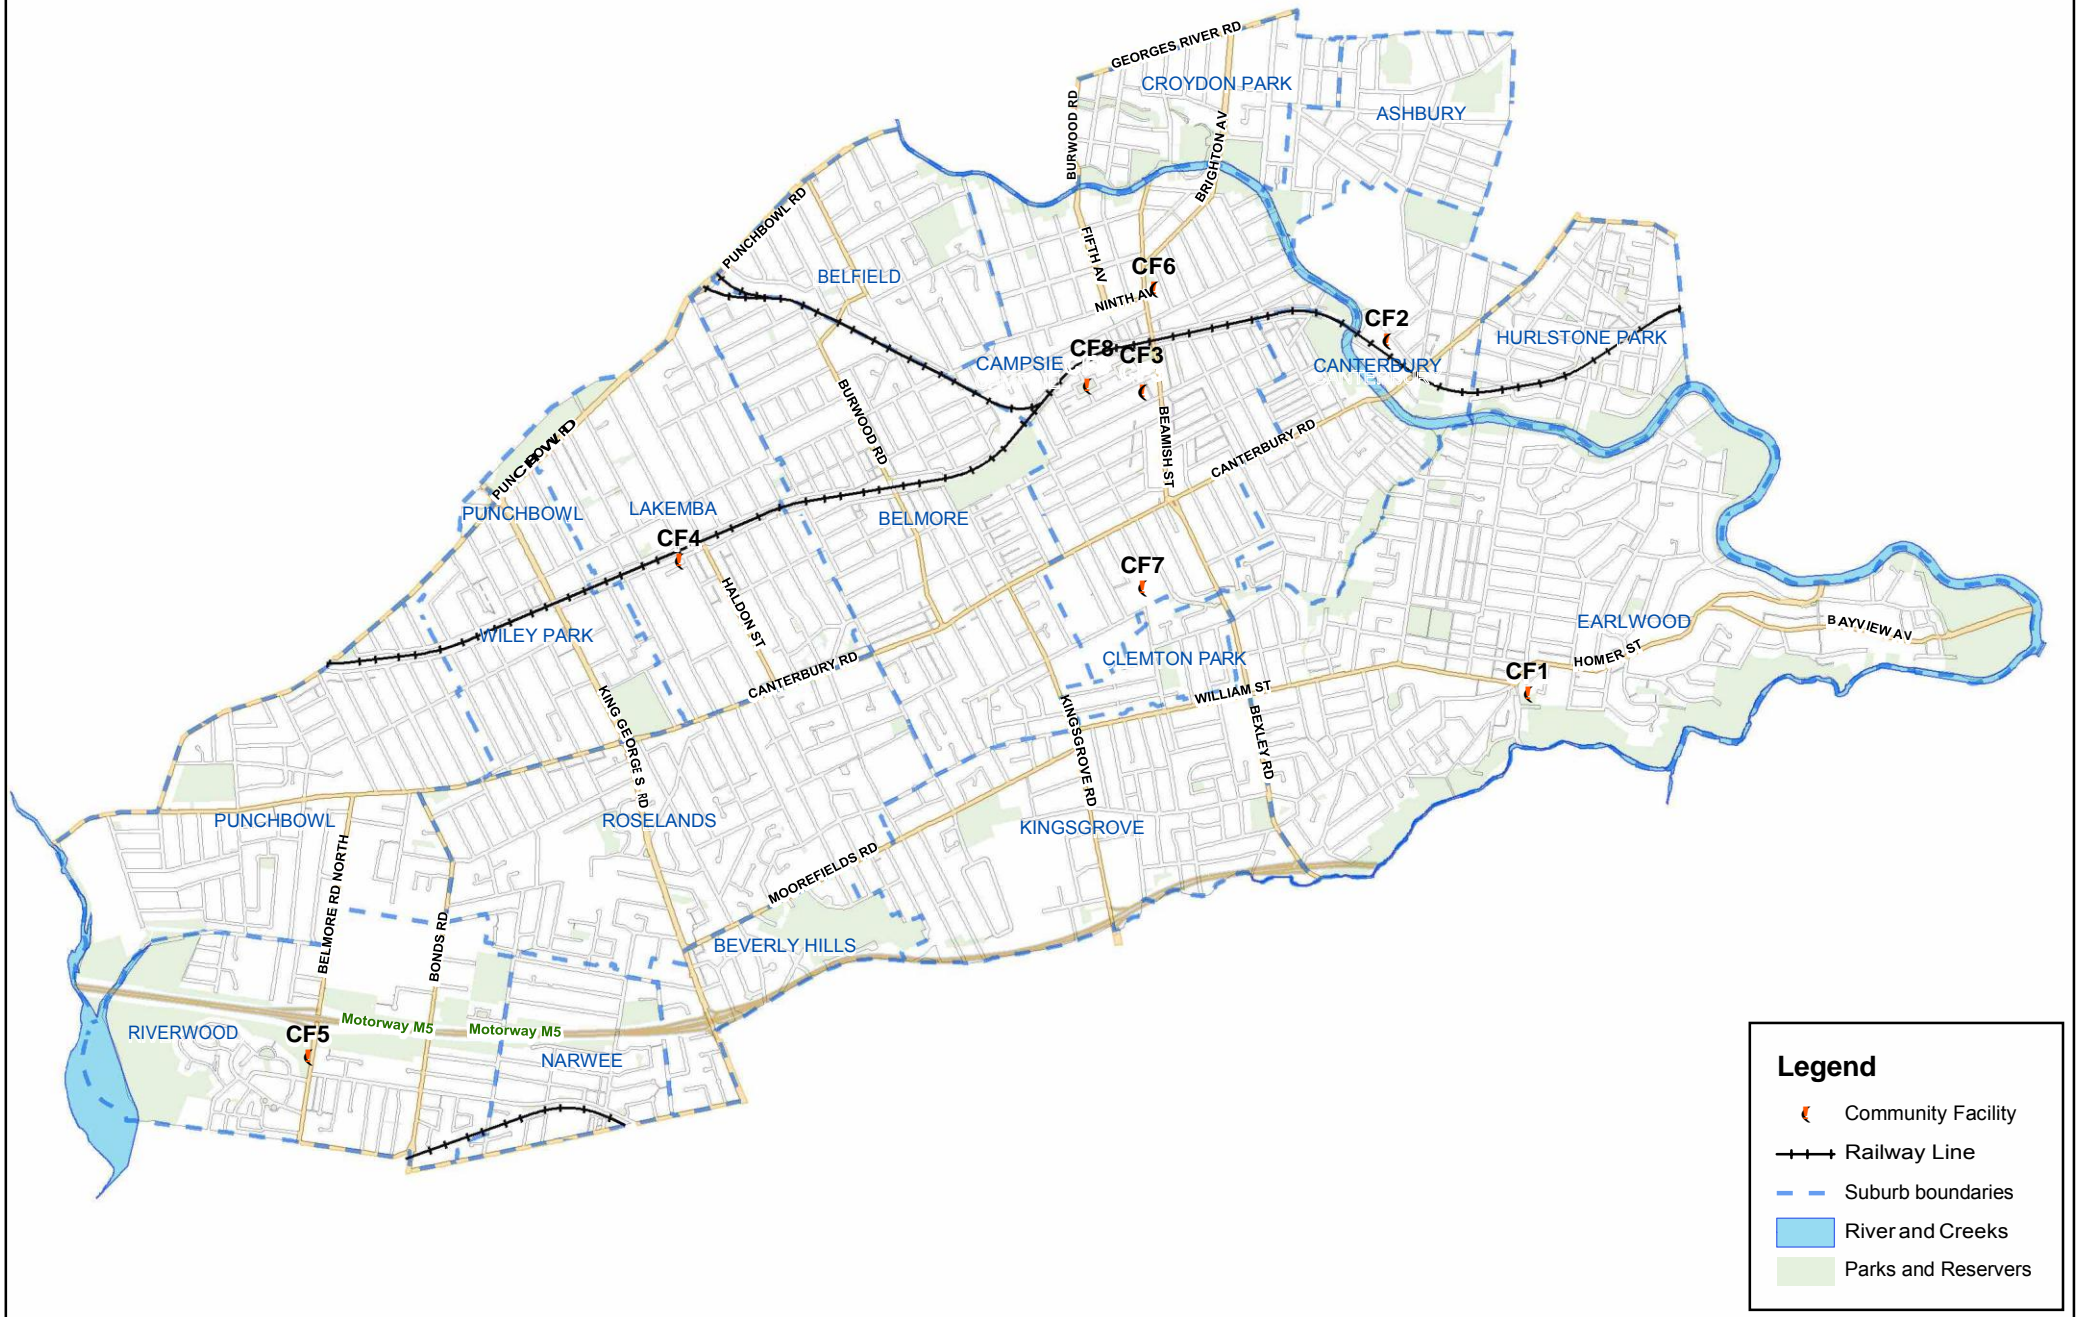 GEORGES RIVER RD
CROYDON PARK
ASHBURY
BURWOOD RD
BRIGHTON AV
PUNCHBOWL RD
BELFIELD
FIFTH AV
CF6
NINTH AV
CF2
HURLSTONE PARK
CF8
CF3
CAMPSIE
CANTERBURY
BURWOOD RD
BEAMISH ST
CANTERBURY RD
PUNCHBOWL
LAKEMBA
BELMORE
CF4
CF7
HALDON ST
WILEY PARK
EARLWOOD
BAYVIEW AV
HOMER ST
CLEMTON PARK
CF1
CANTERBURY RD
WILLIAM ST
KING GEORGES RD
KINGSGROVE RD
BEXLEY RD
PUNCHBOWL
ROSELANDS
KINGSGROVE
MOOREFIELDS RD
BELMORE RD NORTH
BONDS RD
BEVERLY HILLS
Motorway M5
Motorway M5
RIVERWOOD
CF5
NARWEE
Legend
Community Facility
Railway Line
Suburb boundaries
River and Creeks
Parks and Reservers